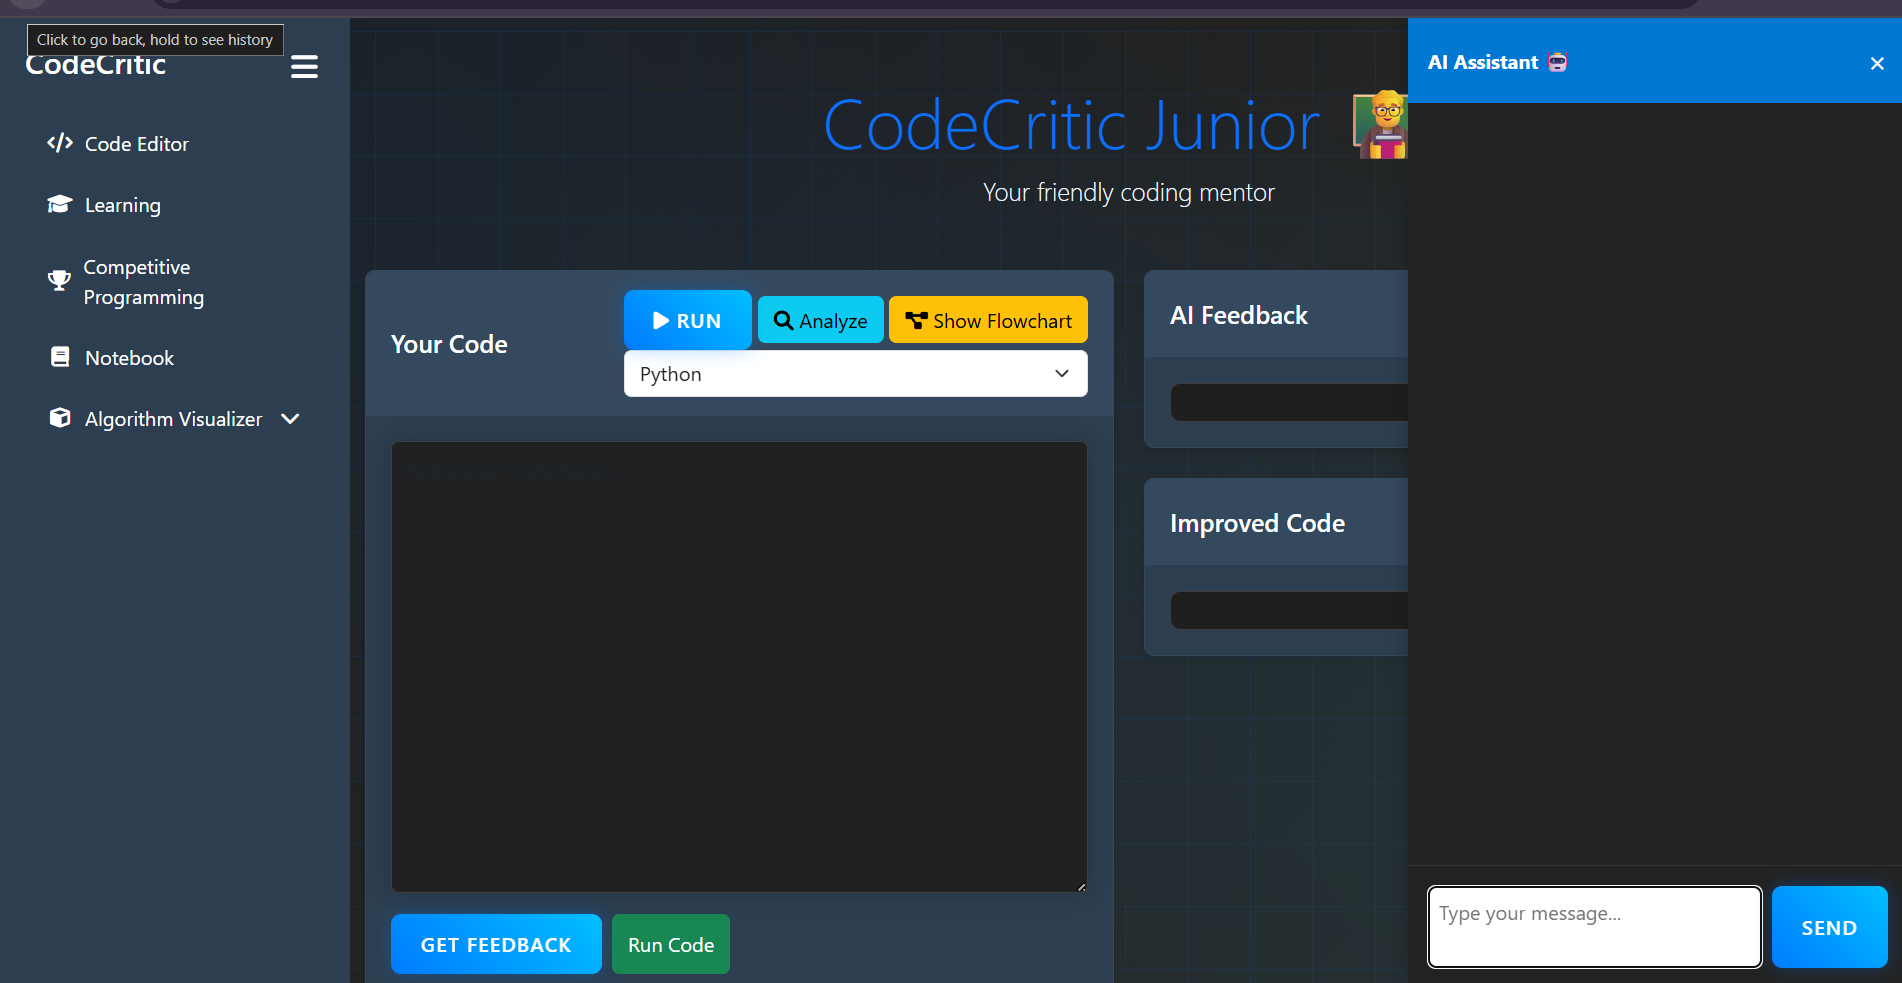 Click to go back, hold to see history
CodeCritic
Code Editor
Learning
Competitive
Programming
Notebook
Algorithm Visualizer
CodeCritic Junior
Your friendly coding mentor
Your Code
RUN
Analyze
Show Flowchart
Python
GET FEEDBACK
Run Code
AI Feedback
Improved Code
AI Assistant
×
Type your message...
SEND